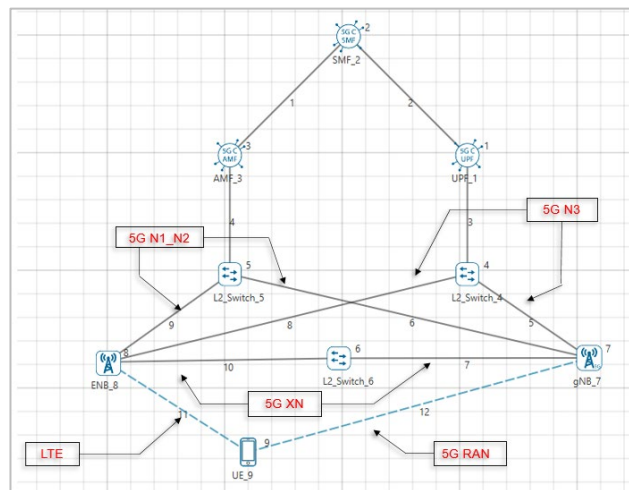 2
5G C
SMF
SMF_2
1
2
3
5G C
AMF
AMF_3
1
5G C
UPF
UPF_1
4
3
5G N1_N2
5G N3
5
L2_Switch_5
4
L2_Switch_4
9
8
6
5
8
ENB_8
10
6
L2_Switch_6
7
7
gNB_7
5G XN
11
12
LTE
9
UE_9
5G RAN